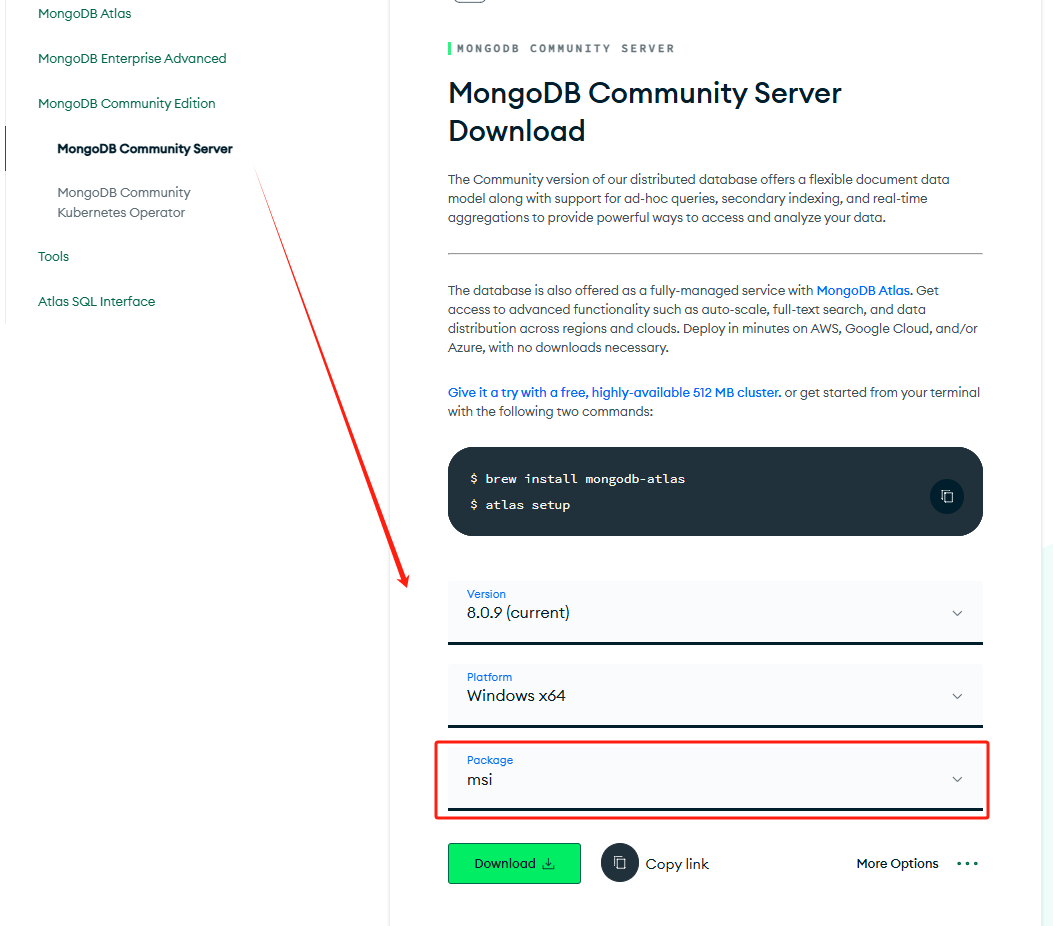 MongoDB Atlas
MongoDB Enterprise Advanced
MongoDB Community Edition
MongoDB Community Server
MongoDB Community
Kubernetes Operator
Tools
Atlas SQL Interface
MONGODB COMMUNITY SERVER
MongoDB Community Server
Download
The Community version of our distributed database offers a flexible document data
model along with support for ad-hoc queries, secondary indexing, and real-time
aggregations to provide powerful ways to access and analyze your data.
The database is also offered as a fully-managed service with MongoDB Atlas. Get
access to advanced functionality such as auto-scale, full-text search, and data
distribution across regions and clouds. Deploy in minutes on AWS, Google Cloud, and/or
Azure, with no downloads necessary.
Give it a try with a free, highly-available 512 MB cluster. or get started from your terminal
with the following two commands:
$ brew install mongodb-atlas
$ atlas setup
Version
8.0.9 (current)
Platform
Windows x64
Package
msi
Download
Copy link
More Options